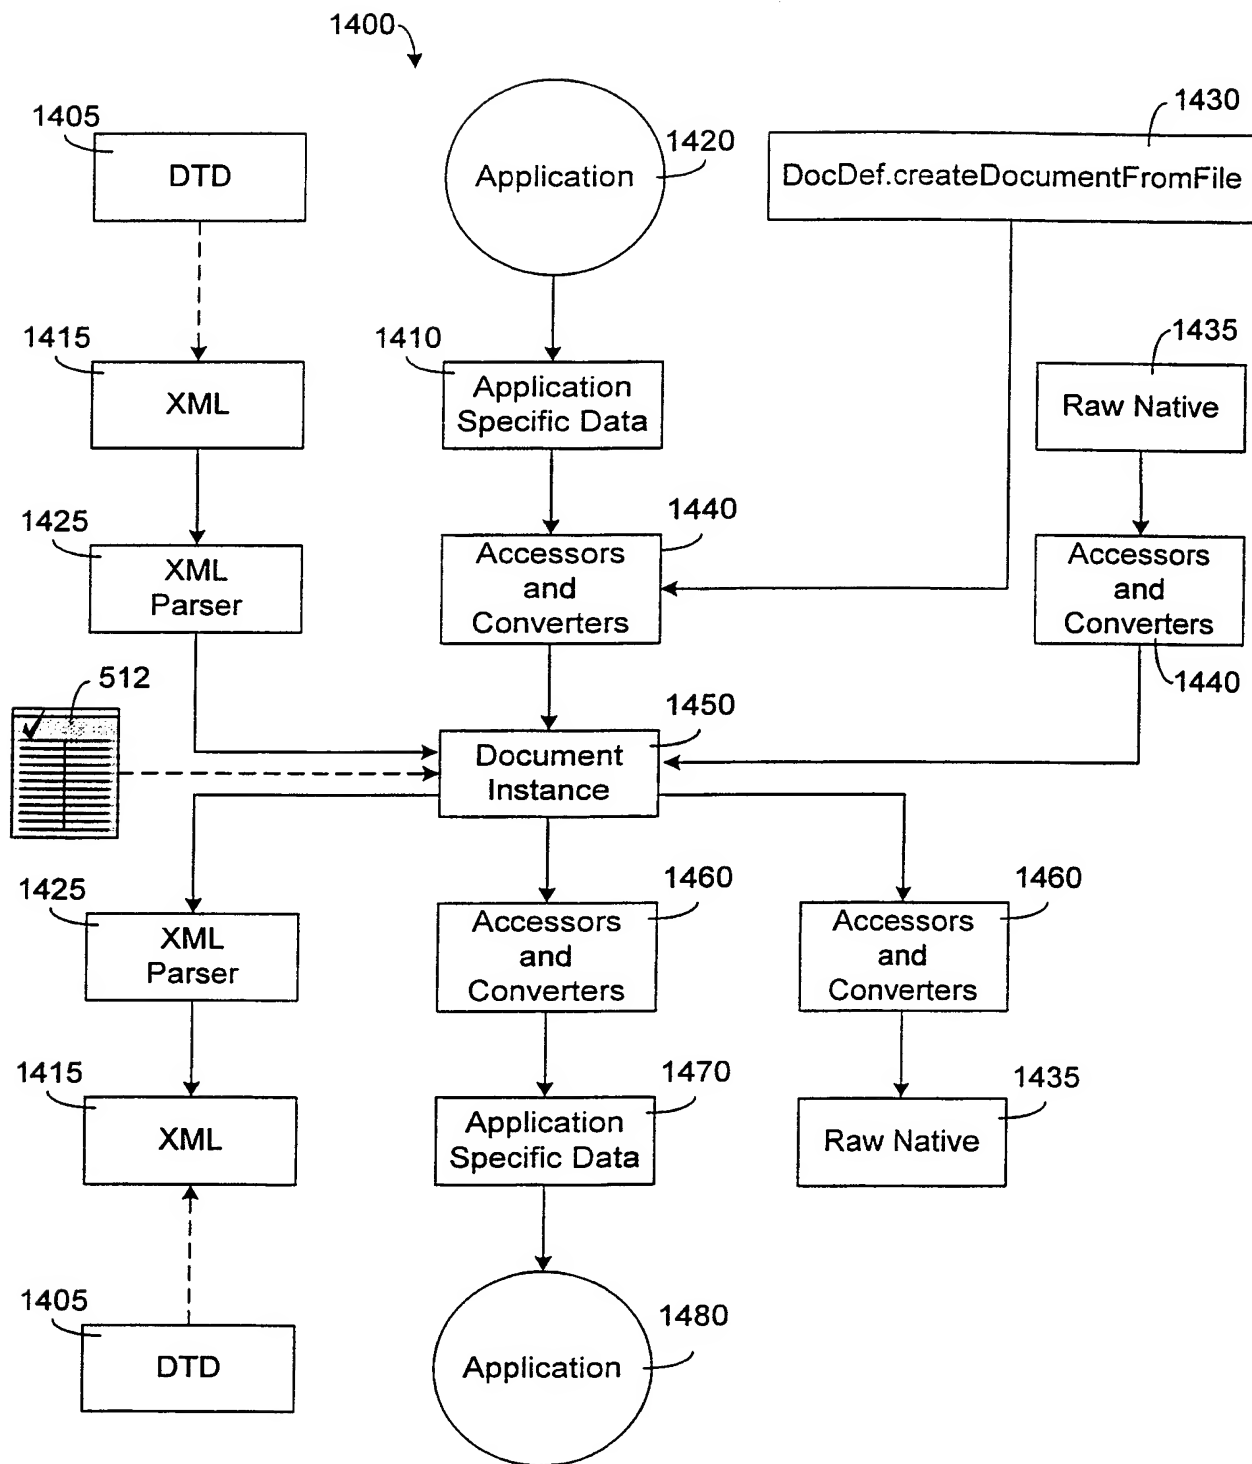 1400
1405
DTD
1420
Application
1430
DocDef.createDocumentFromFile
1415
XML
1410
Application
Specific Data
1435
Raw Native
1425
XML
Parser
1440
Accessors
and
Converters
Accessors
and
Converters
1440
512
1450
Document
Instance
1425
XML
Parser
1460
Accessors
and
Converters
1460
Accessors
and
Converters
1415
XML
1470
Application
Specific Data
1435
Raw Native
1405
DTD
1480
Application